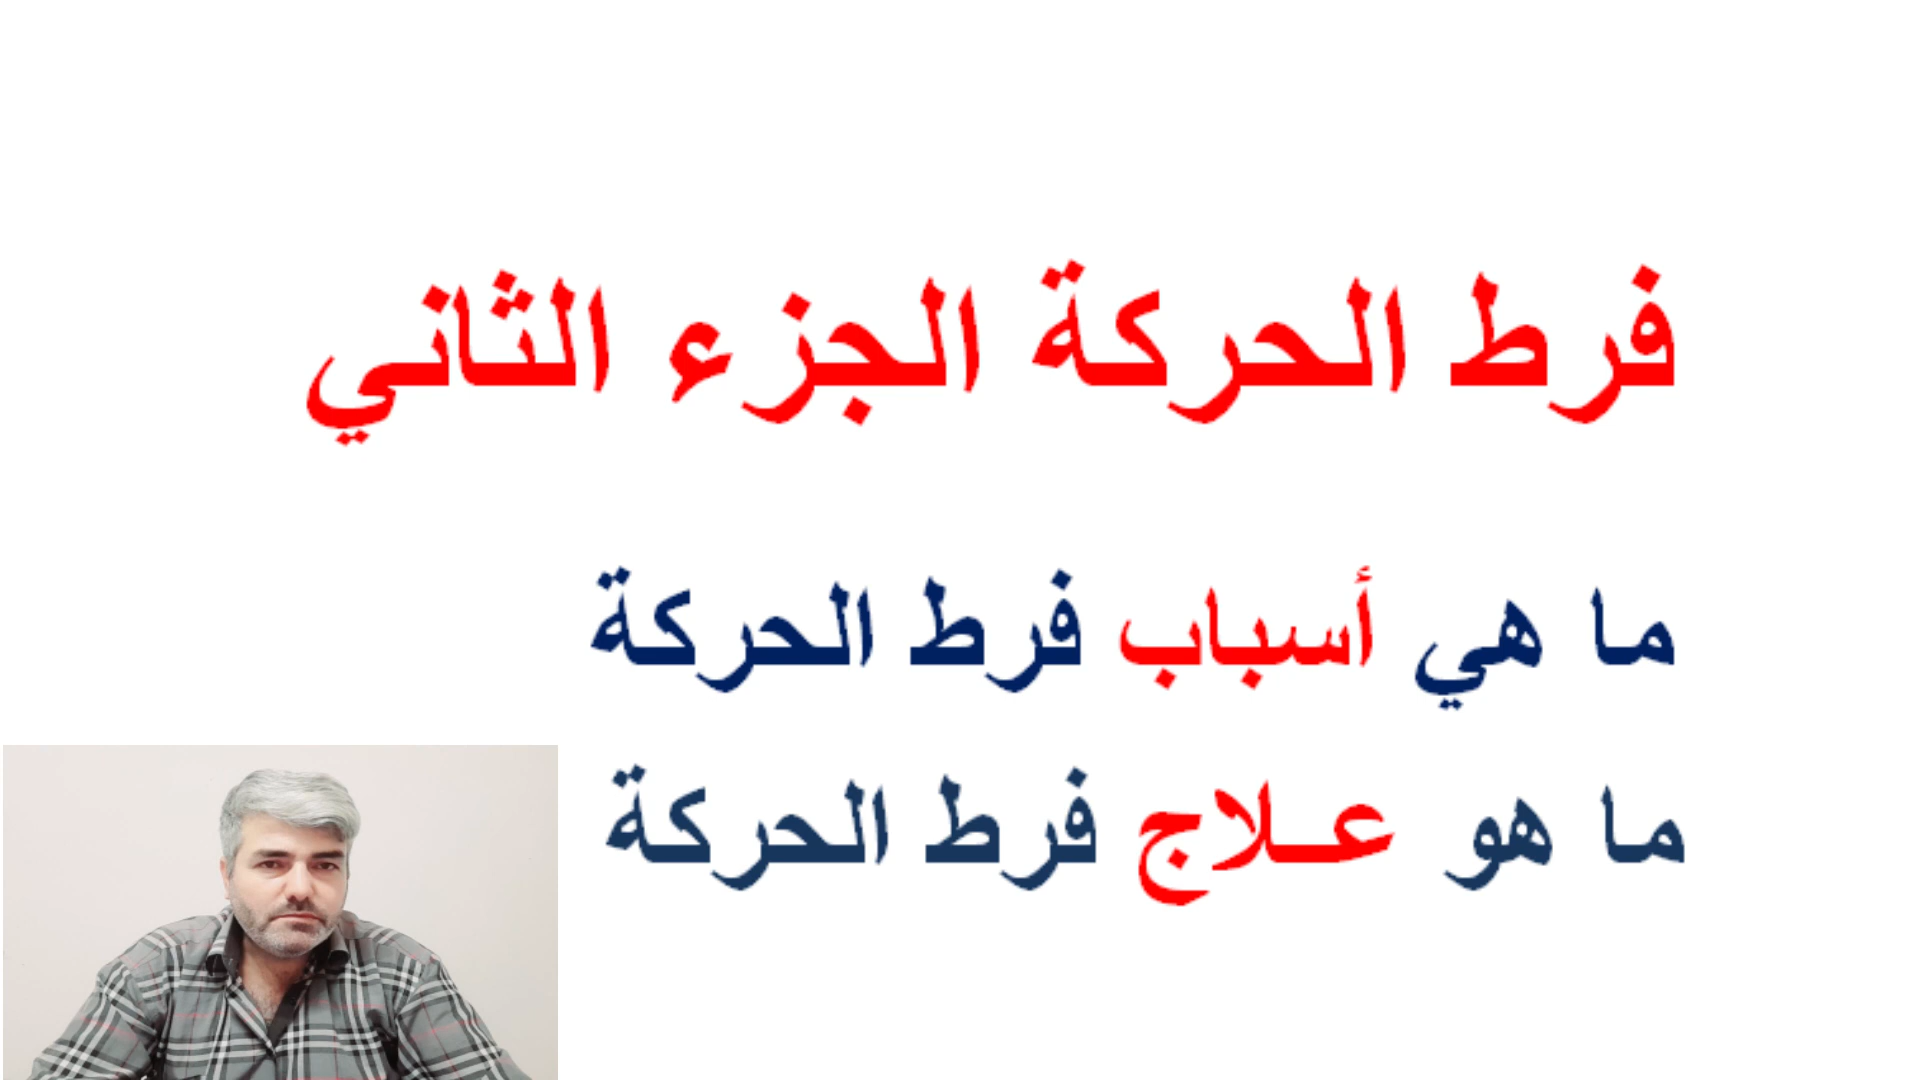 فرط الحركة الجزء الثاني
ما هي أسباب فرط الحركة
ما هو عـلاج فرط الحركة